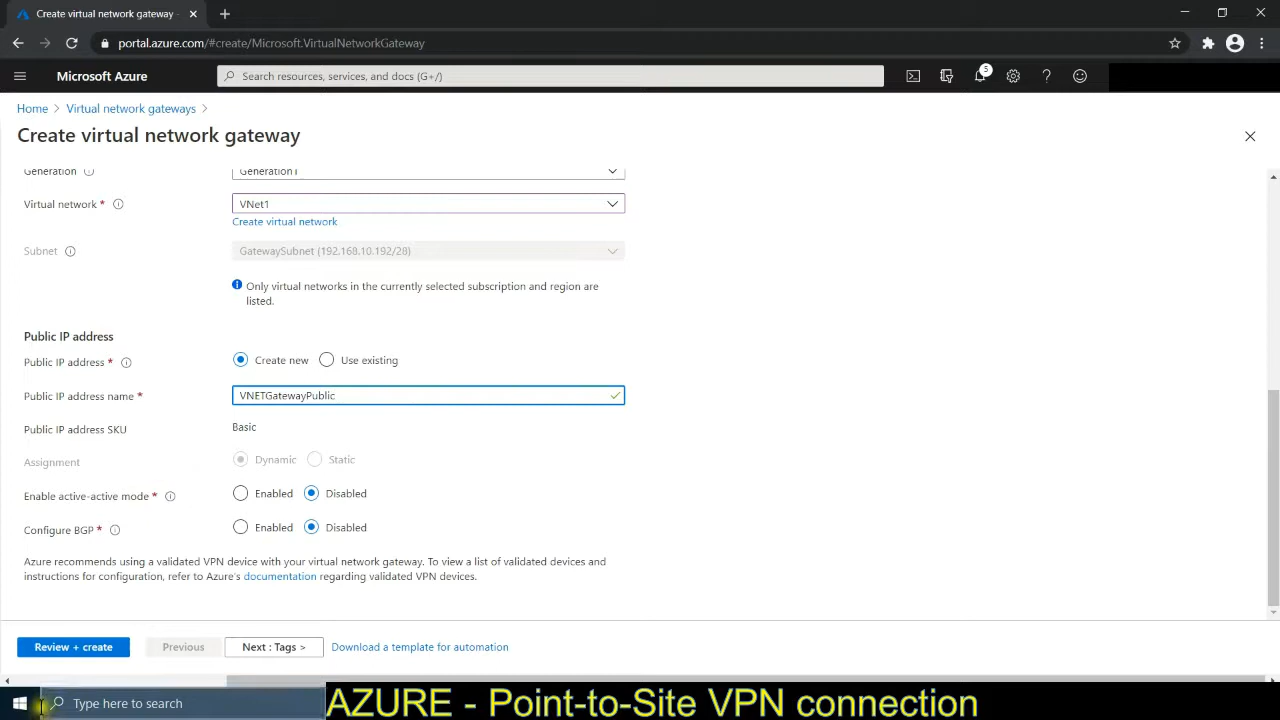 Create virtual network gateway -
portal.azure.com/#create/Microsoft.VirtualNetworkGateway
Microsoft Azure
Search resources, services, and docs (G+/)
5
Home > Virtual network gateways >
Create virtual network gateway
Generation
Generation1
Virtual network *
VNet1
Create virtual network
Subnet
GatewaySubnet (192.168.10.192/28)
Only virtual networks in the currently selected subscription and region are
listed.
Public IP address
Public IP address *
Create new
Use existing
Public IP address name *
VNETGatewayPublic
Public IP address SKU
Basic
Assignment
Dynamic
Static
Enable active-active mode *
Enabled
Disabled
Configure BGP *
Enabled
Disabled
Azure recommends using a validated VPN device with your virtual network gateway. To view a list of validated devices and
instructions for configuration, refer to Azure's documentation regarding validated VPN devices.
Review + create
Previous
Next : Tags >
Download a template for automation
Type here to search
AZURE - Point-to-Site VPN connection